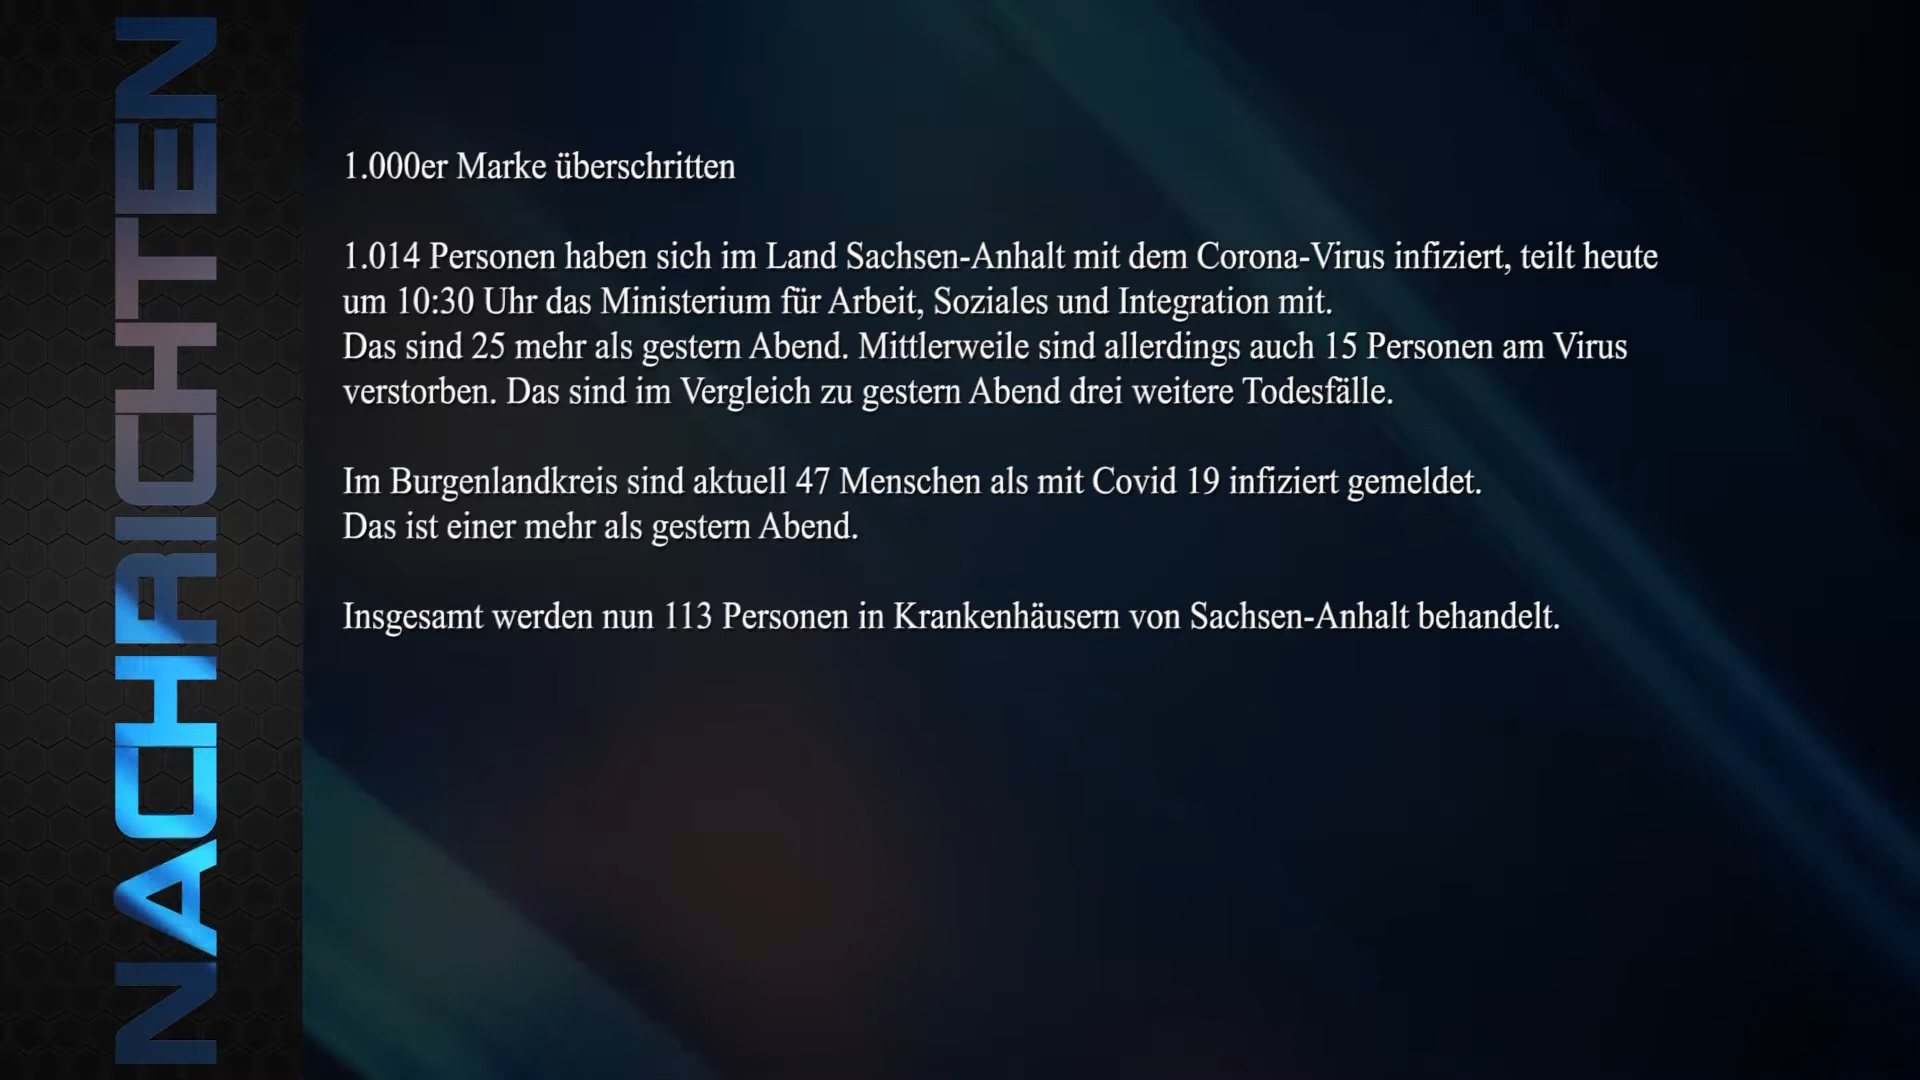 NACHRICHTEN
1.000er Marke überschritten
1.014 Personen haben sich im Land Sachsen-Anhalt mit dem Corona-Virus infiziert, teilt heute
um 10:30 Uhr das Ministerium für Arbeit, Soziales und Integration mit.
Das sind 25 mehr als gestern Abend. Mittlerweile sind allerdings auch 15 Personen am Virus
verstorben. Das sind im Vergleich zu gestern Abend drei weitere Todesfälle.
Im Burgenlandkreis sind aktuell 47 Menschen als mit Covid 19 infiziert gemeldet.
Das ist einer mehr als gestern Abend.
Insgesamt werden nun 113 Personen in Krankenhäusern von Sachsen-Anhalt behandelt.